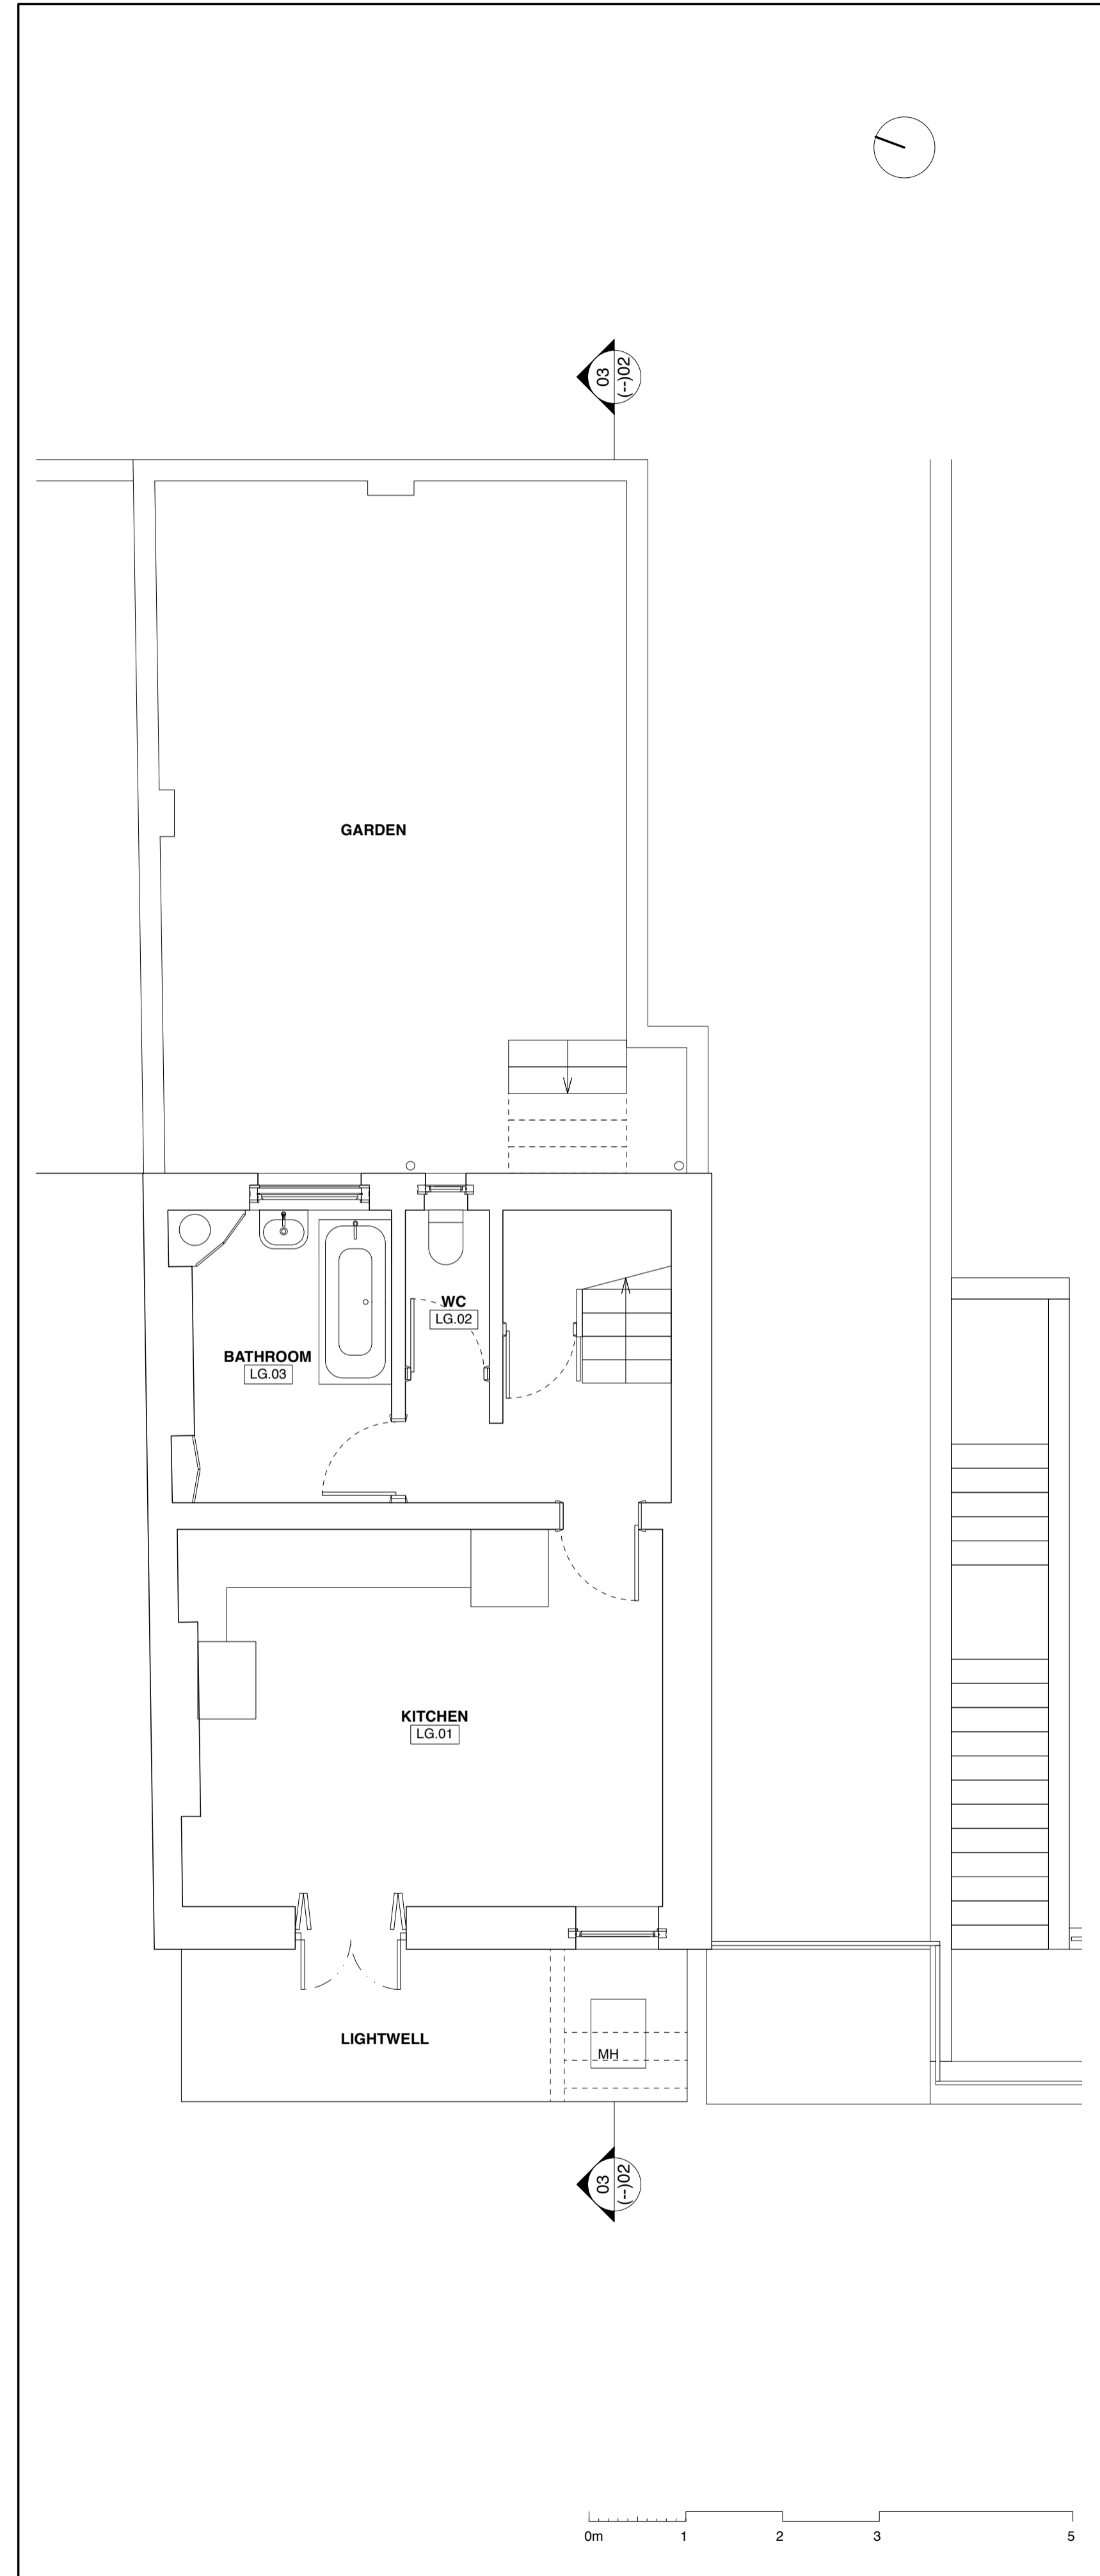 03
(--)02
GARDEN
WC
LG.02
BATHROOM
LG.03
KITCHEN
LG.01
LIGHTWELL
MH
03
(--)02
0m 1 2 3 5